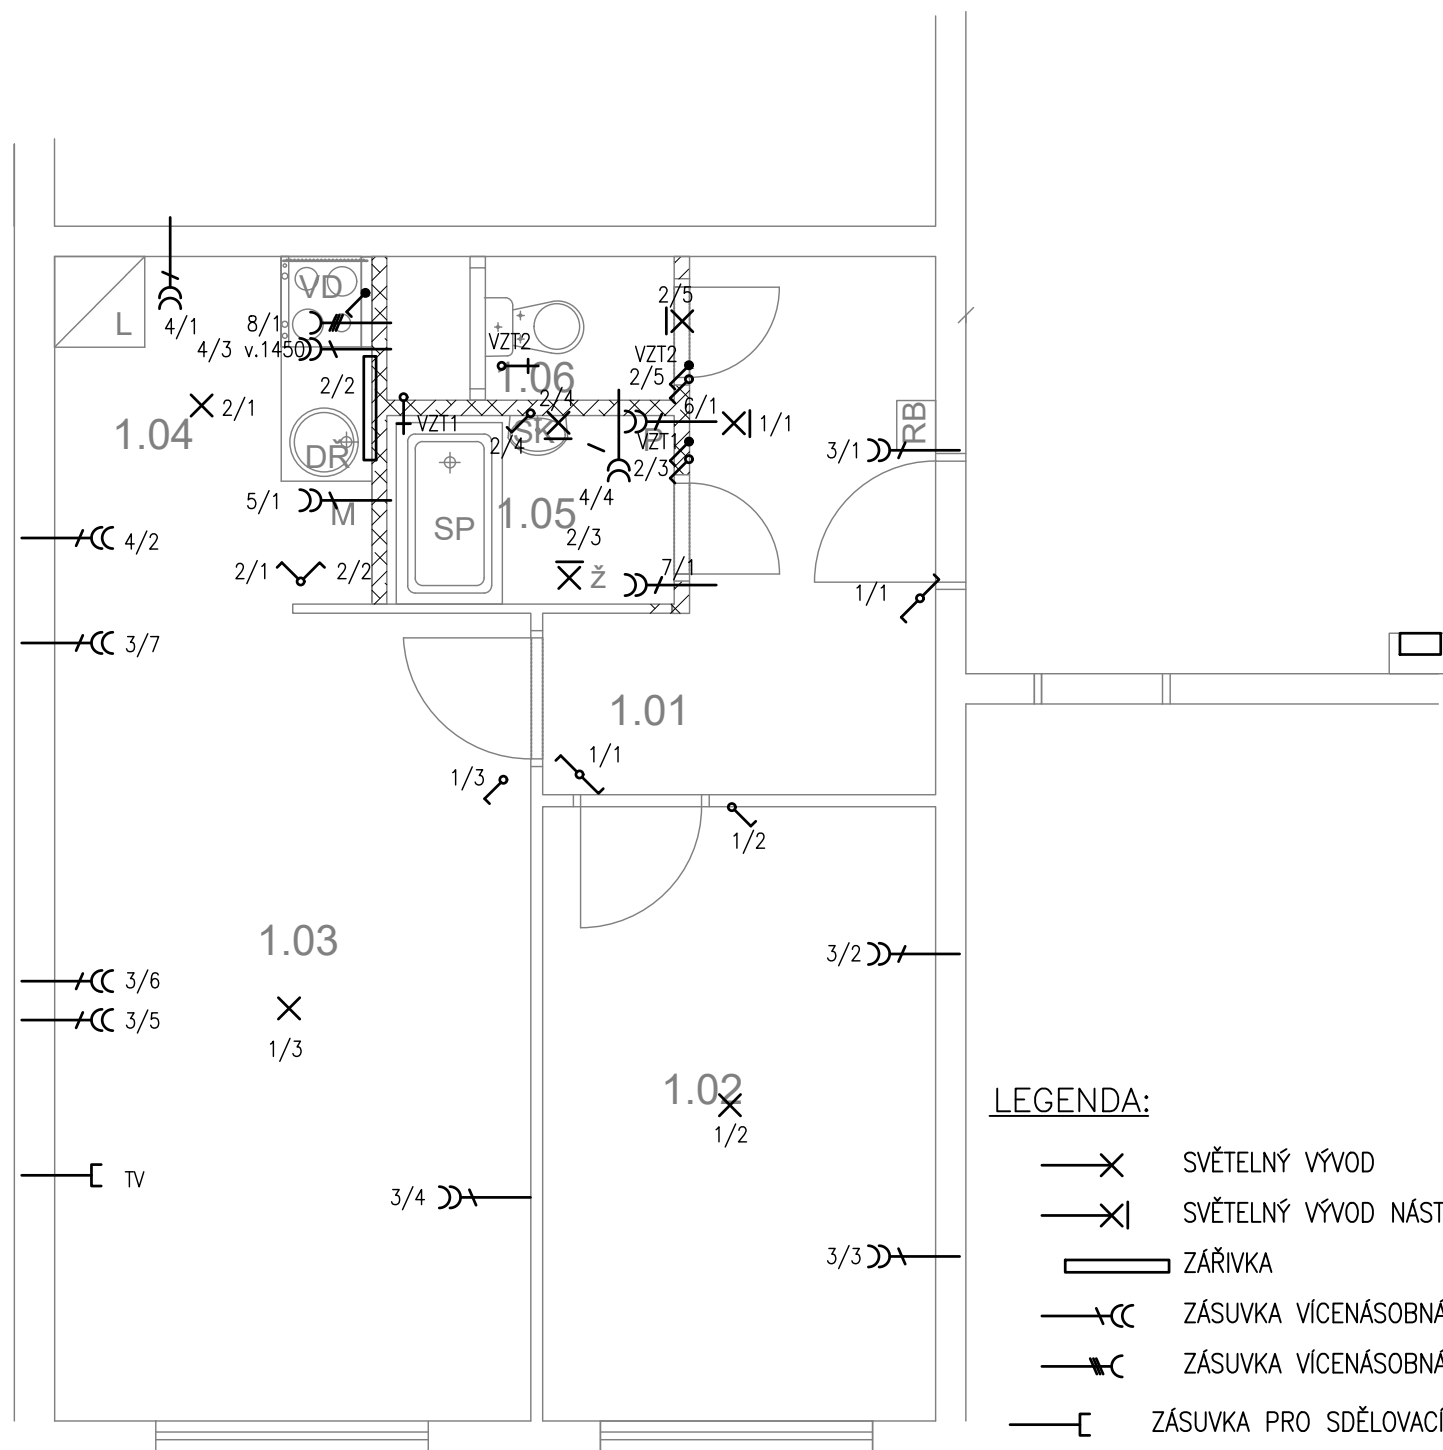 L
4/1
VD
8/1
4/3 v.1450
2/2
2/1
1.04
DŘ
5/1
M
4/2
2/1
2/2
3/7
VZT2
1.06
2/5
VZT2
2/5
VZT1
2/4
SK
2/4
6/1
1/1
P
VZT1
2/3
4/4
1.05
SP
2/3
Ž
7/1
RB
3/1
1/1
1.01
1/3
1/1
1/2
1.03
3/6
3/5
1/3
3/2
1.02
1/2
TV
3/4
3/3
LEGENDA:
SVĚTELNÝ VÝVOD
SVĚTELNÝ VÝVOD NÁST
ZÁŘIVKA
ZÁSUVKA VÍCENÁSOBNÁ
ZÁSUVKA VÍCENÁSOBNÁ
ZÁSUVKA PRO SDĚLOVACÍ